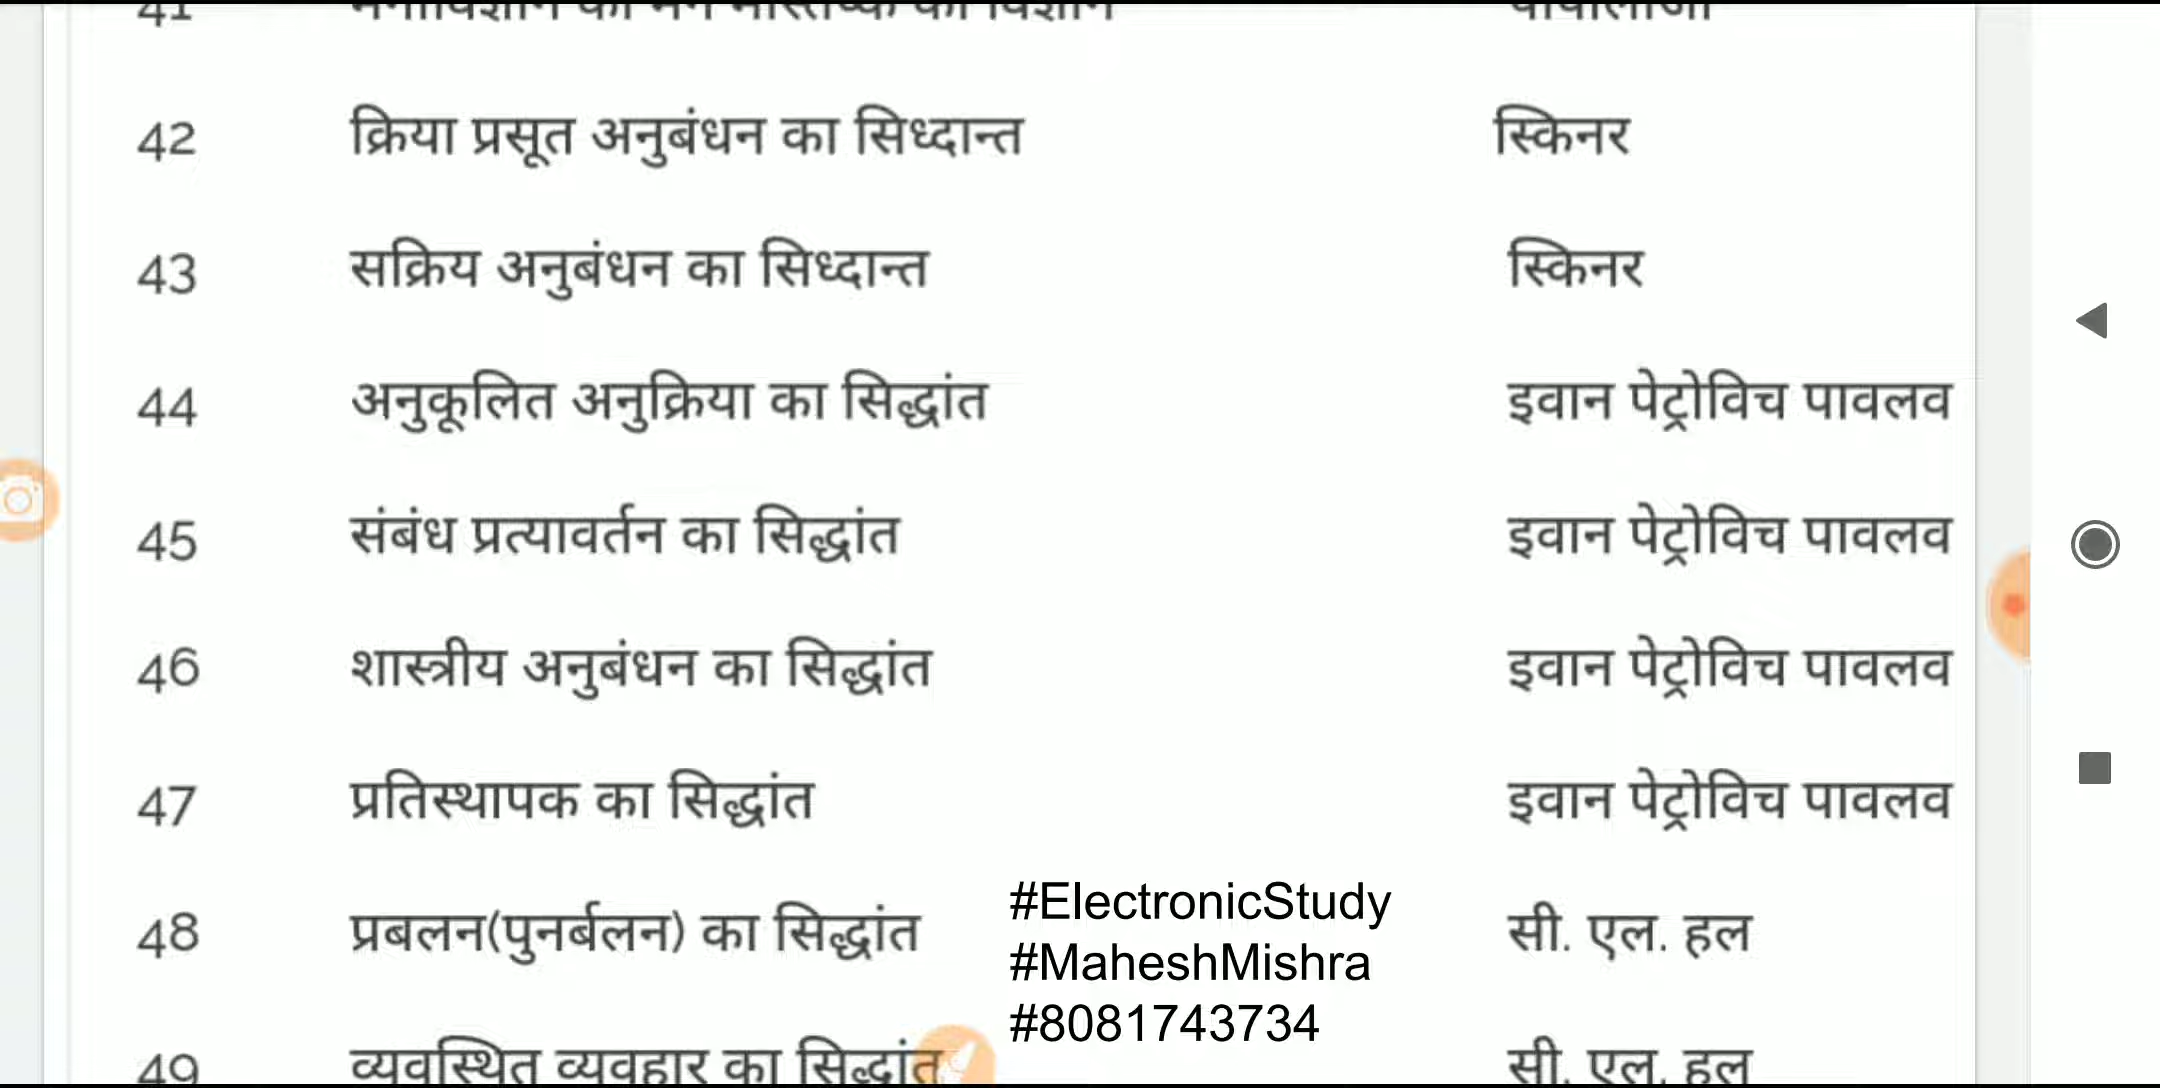 42 क्रिया प्रसूत अनुबंधन का सिध्दान्त स्किनर
43 सक्रिय अनुबंधन का सिध्दान्त स्किनर
44 अनुकूलित अनुक्रिया का सिद्धांत इवान पेट्रोविच पावलव
45 संबंध प्रत्यावर्तन का सिद्धांत इवान पेट्रोविच पावलव
46 शास्त्रीय अनुबंधन का सिद्धांत इवान पेट्रोविच पावलव
47 प्रतिस्थापक का सिद्धांत इवान पेट्रोविच पावलव
48 प्रबलन(पुनर्बलन) का सिद्धांत सी. एल. हल
#ElectronicStudy
#MaheshMishra
#8081743734
49 व्यवस्थित व्यवहार का सिद्धांत सी. एल. हल